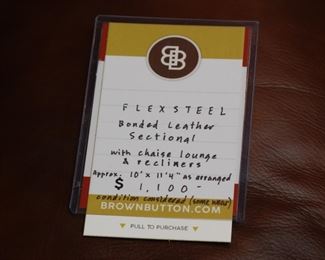 BB
FLEXSTEEL
Bonded Leather
Sectional
with chaise lounge
& recliners
approx. 10' x 11'4" as arranged
$ 1,100-
condition considered (some wear)
BROWNBUTTON.COM
PULL TO PURCHASE